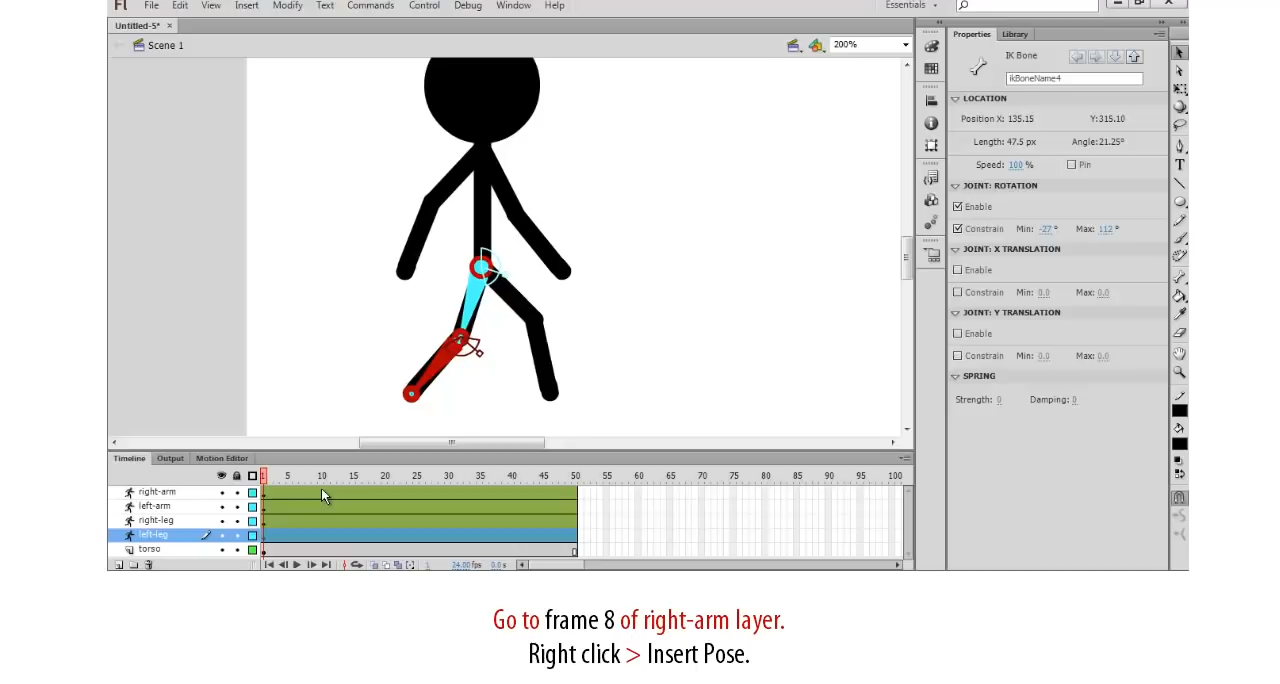 Fl File Edit View Insert Modify Text Commands Control Debug Window Help Essentials
Untitled-5*
Scene 1
200%
Properties Library
IK Bone
ikBoneName4
LOCATION
Position X: 135.15 Y:315.10
Length: 47.5 px Angle:21.25°
Speed: 100 % Pin
JOINT: ROTATION
Enable
Constrain Min: -27° Max: 112°
JOINT: X TRANSLATION
Enable
Constrain Min: 0.0 Max: 0.0
JOINT: Y TRANSLATION
Enable
Constrain Min: 0.0 Max: 0.0
SPRING
Strength: 0 Damping: 0
Timeline Output Motion Editor
1 5 10 15 20 25 30 35 40 45 50 55 60 65 70 75 80 85 90 95 100
right-arm
left-arm
right-leg
left-leg
torso
1 24.00 fps 0.0 s
Go to frame 8 of right-arm layer.
Right click > Insert Pose.